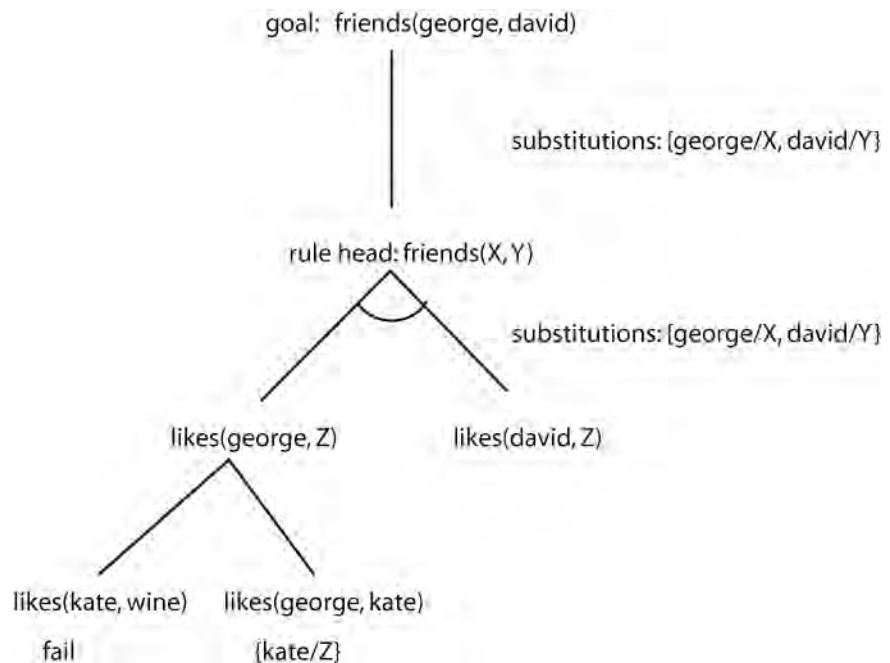 goal: friends(george, david)
substitutions: {george/X, david/Y}
rule head: friends(X, Y)
substitutions: {george/X, david/Y}
likes(george, Z) likes(david, Z)
likes(kate, wine) likes(george, kate)
fail {kate/Z}